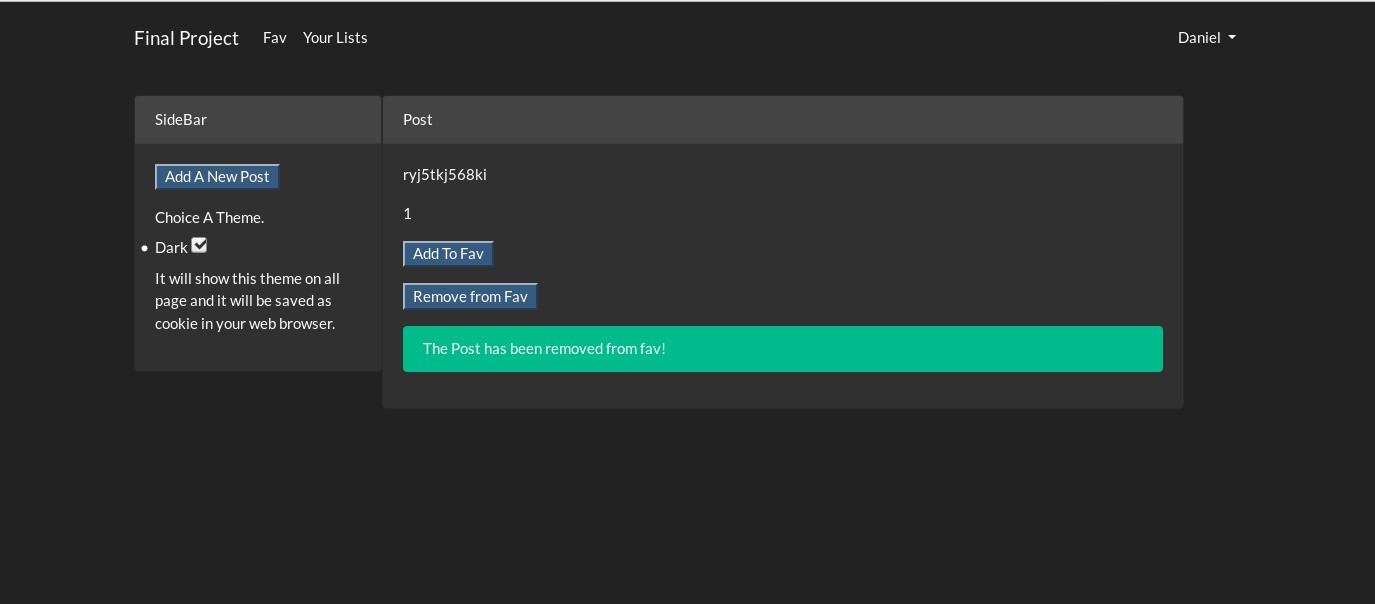 Final Project Fav Your Lists Daniel
SideBar
Add A New Post
Choice A Theme.
Dark
It will show this theme on all
page and it will be saved as
cookie in your web browser.
Post
ryj5tkj568ki
1
Add To Fav
Remove from Fav
The Post has been removed from fav!